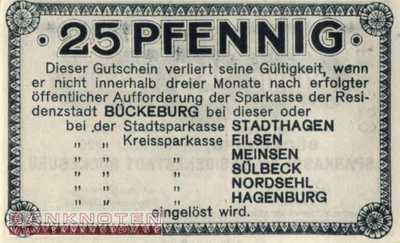 25 PFENNIG
Dieser Gutschein verliert seine Gültigkeit, wenn
er nicht innerhalb dreier Monate nach erfolgter
öffentlicher Aufforderung der Sparkasse der Resi-
denzstadt BÜCKEBURG bei dieser oder
bei der Stadtsparkasse STADTHAGEN
„ „ Kreissparkasse EILSEN
„ „ „ MEINSEN
„ „ „ SÜLBECK
„ „ „ NORDSEHL
„ „ „ HAGENBURG
eingelöst wird.
BANKNOTEN